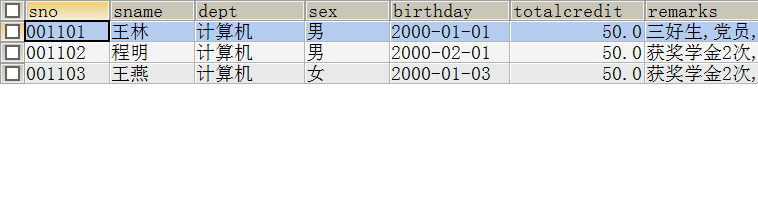 sno sname dept sex birthday totalcredit remarks
001101 王林 计算机 男 2000-01-01 50.0 三好生,党员,
001102 程明 计算机 男 2000-02-01 50.0 获奖学金2次,
001103 王燕 计算机 女 2000-01-03 50.0 获奖学金2次,